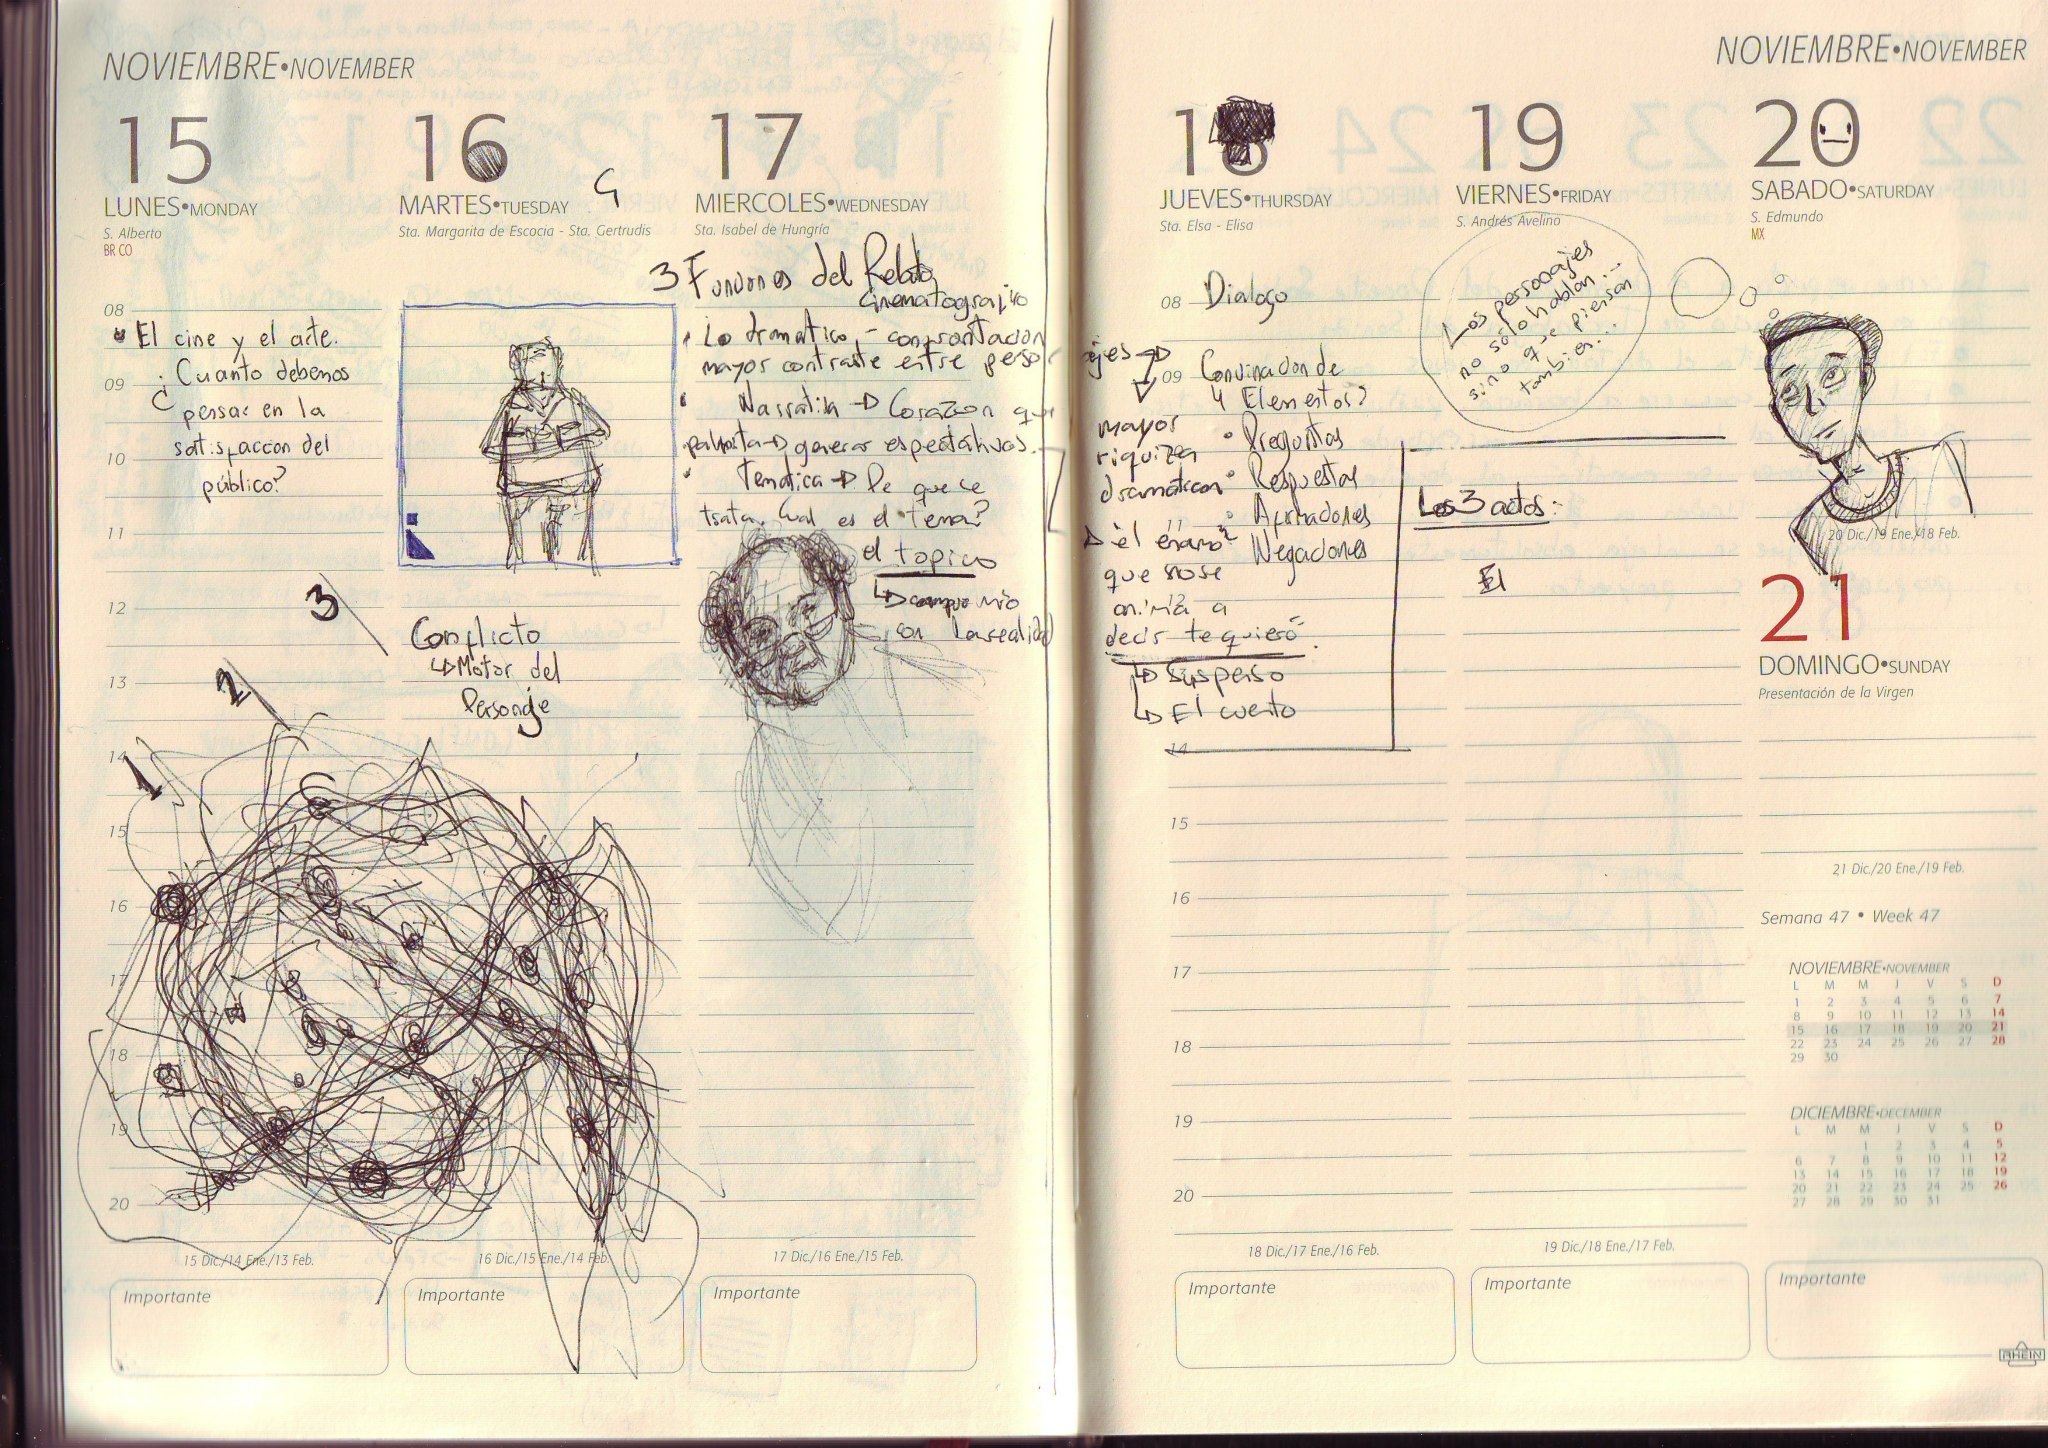 NOVIEMBRE•NOVEMBER
15
LUNES•MONDAY
S. Alberto
BR CO
08
El cine y el arte.
¿Cuanto debemos
09
pensar en la
satisfaccion del
10
público?
11
12
3
13
2
14
1
15
16
17
18
19
20
15 Dic./14 Ene./13 Feb.
Importante
16
MARTES•TUESDAY
Sta. Margarita de Escocia - Sta. Gertrudis
Conflicto
↳Motor del
Personaje
16 Dic./15 Ene./14 Feb.
Importante
17
MIERCOLES•WEDNESDAY
Sta. Isabel de Hungría
3 Funciones del Relato
Cinematografico
Lo dramatico, - confrontacion
mayor contraste entre personajes
Narrativa → Corazon que
palpita → generar espectativas.
Tematica → De que se
trata. Cual es el tema?
el topico
con la realidad
17 Dic./16 Ene./15 Feb.
Importante
NOVIEMBRE•NOVEMBER
18
JUEVES•THURSDAY
Sta. Elsa - Elisa
08
Dialogo
09
mayor
riquiza
dramatica
que no se
decir te quiero
↳ Suspenso
↳ El cuento
Convinacion de
4 Elementos?
Preguntas
Respuestas
Afirmaciones
Negaciones
14
15
16
17
18
19
20
18 Dic./17 Ene./16 Feb.
Importante
19
VIERNES•FRIDAY
S. Andrés Avelino
Los personajes
no solo hablan...
sino que piensan
tambien...
Los 3 actos:
El
19 Dic./18 Ene./17 Feb.
Importante
20
SABADO•SATURDAY
S. Edmundo
MX
20 Dic./19 Ene./18 Feb.
21
DOMINGO•SUNDAY
Presentación de la Virgen
21 Dic./20 Ene./19 Feb.
Semana 47 • Week 47
NOVIEMBRE•NOVEMBER
L M M J V S D
1 2 3 4 5 6 7
8 9 10 11 12 13 14
15 16 17 18 19 20 21
22 23 24 25 26 27 28
29 30
DICIEMBRE•DECEMBER
L M M J V S D
1 2 3 4 5
6 7 8 9 10 11 12
13 14 15 16 17 18 19
20 21 22 23 24 25 26
27 28 29 30 31
Importante
RHEIN